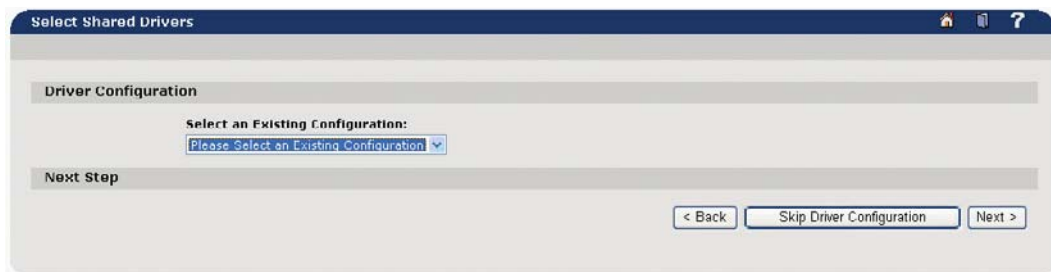 Select Shared Drivers
?
Driver Configuration
Select an Existing Configuration:
Please Select an Existing Configuration
Next Step
< Back Skip Driver Configuration Next >